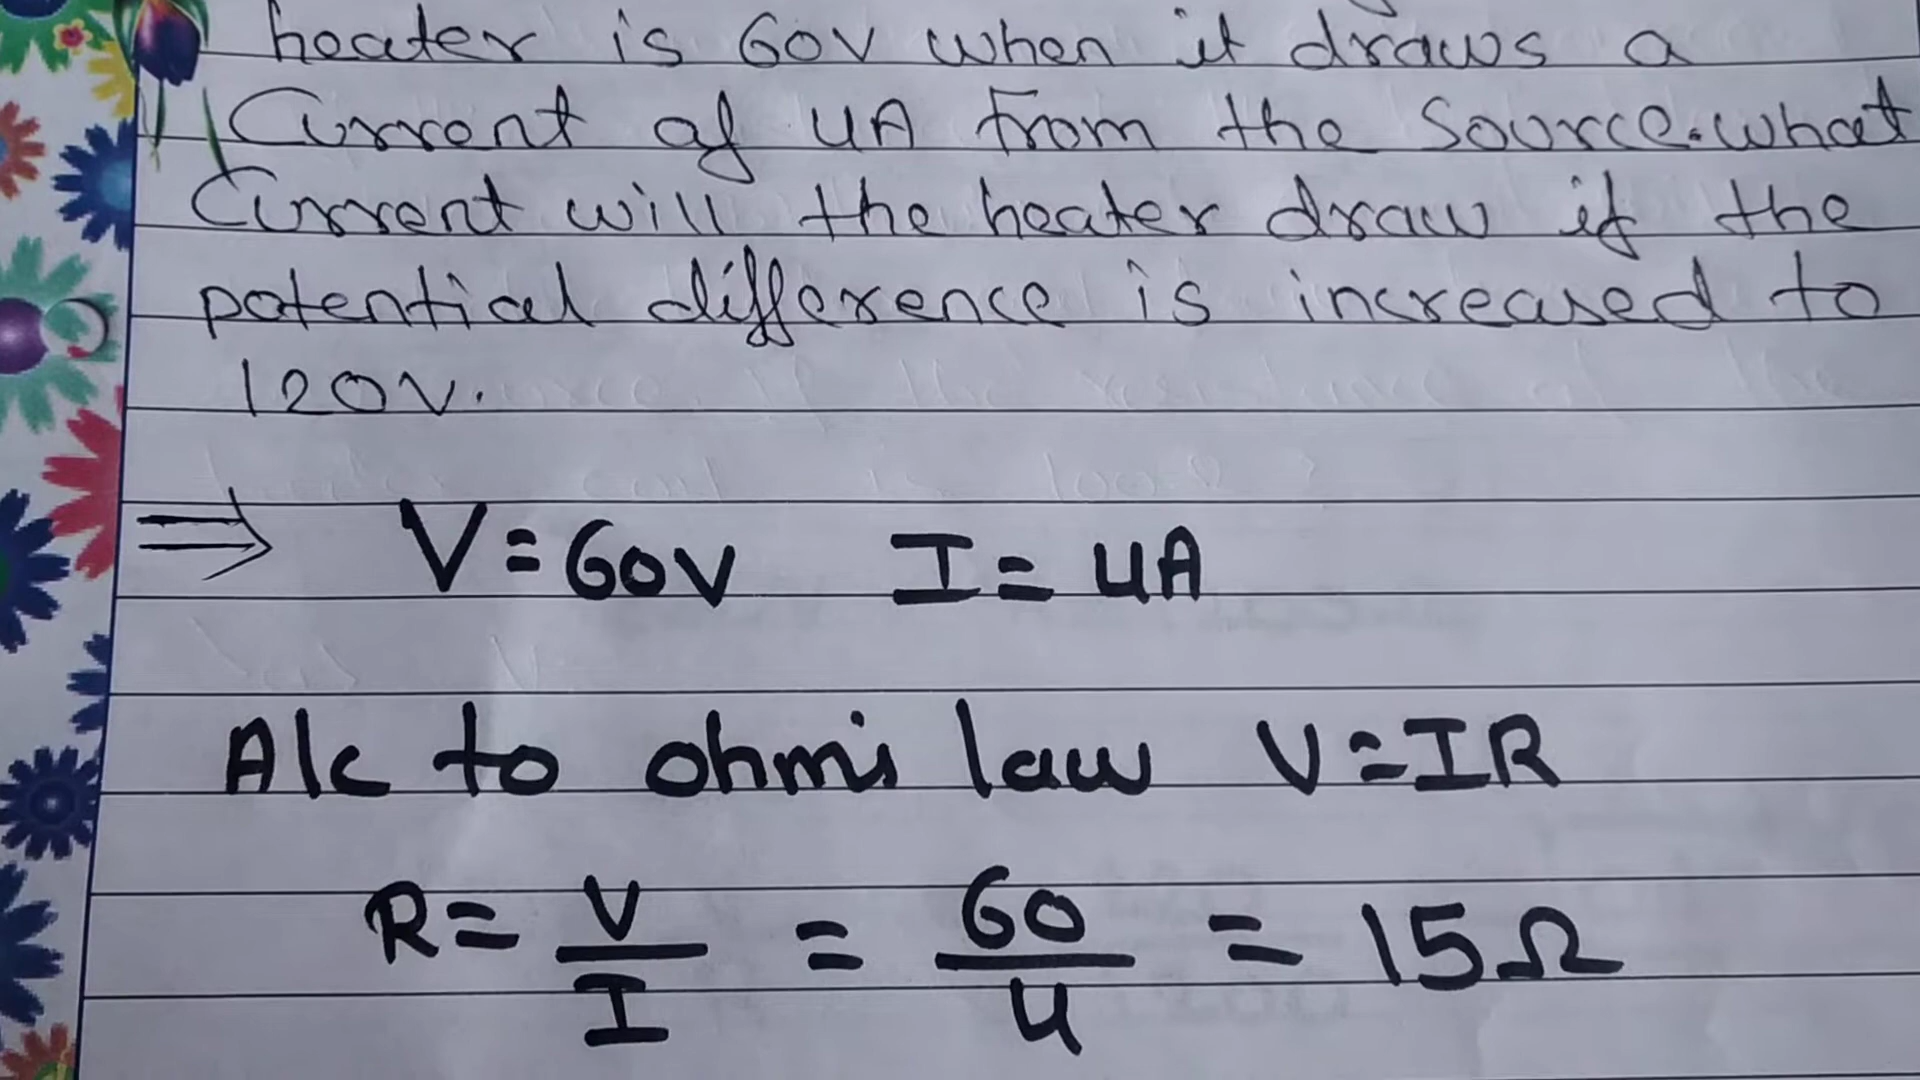 heater is 60V when it draws a
Current of 4A from the source. what
Current will the heater draw if the
potential difference is increased to
120V.
⇒ V=60V I=4A
A/c to ohm's law V=IR
R= V/I = 60/4 = 15Ω